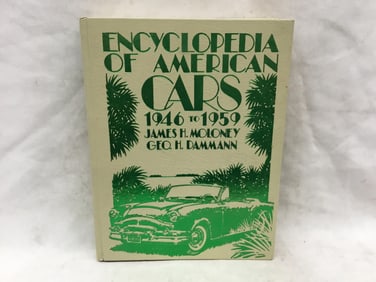 ENCYCLOPEDIA
OF AMERICAN
CARS
1946 TO 1959
JAMES H. MOLONEY
GEO. H. DAMMANN